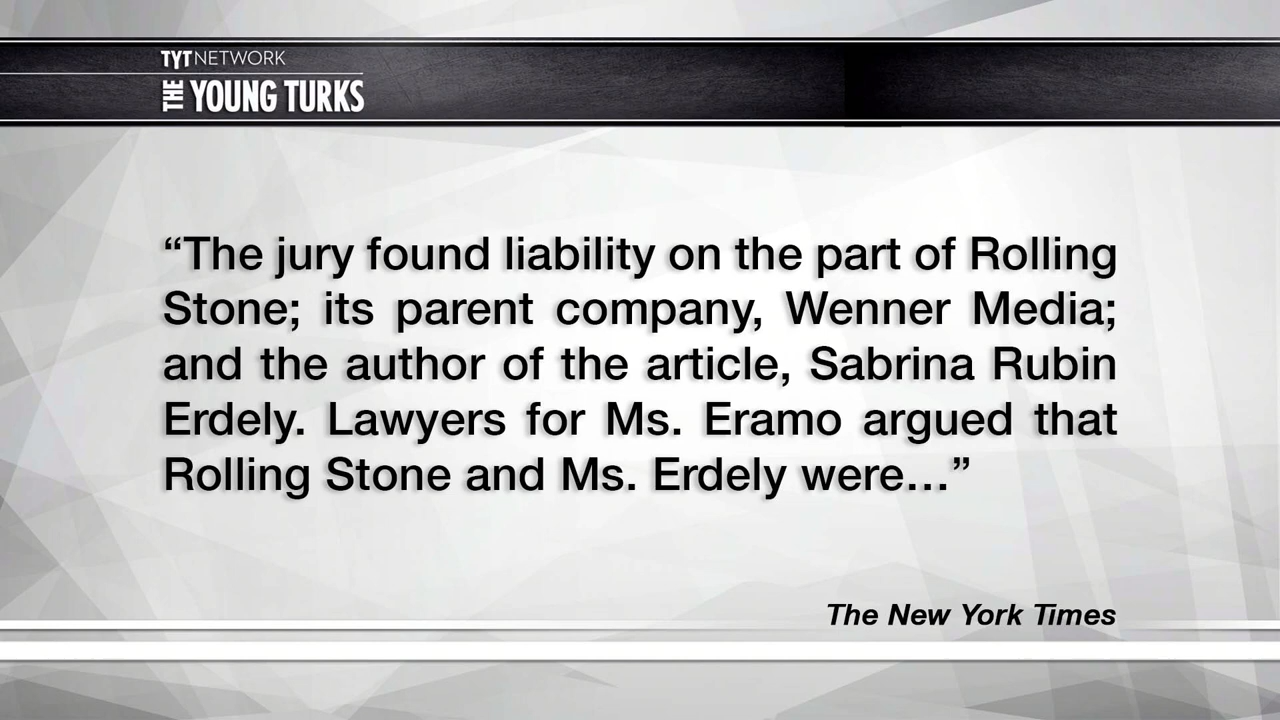 TYT NETWORK
THE YOUNG TURKS
“The jury found liability on the part of Rolling
Stone; its parent company, Wenner Media;
and the author of the article, Sabrina Rubin
Erdely. Lawyers for Ms. Eramo argued that
Rolling Stone and Ms. Erdely were…”
The New York Times